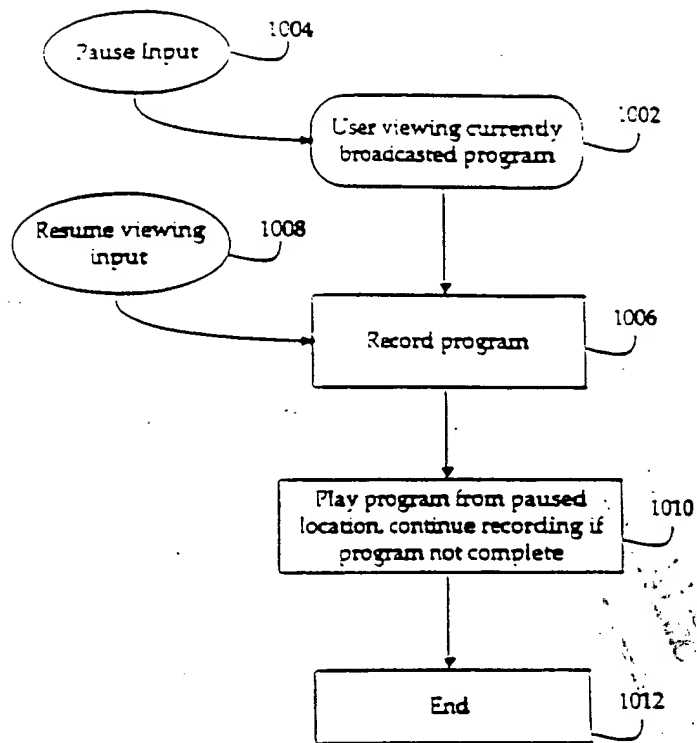 Pause Input
1004
User viewing currently
broadcasted program
1002
Resume viewing
input
1008
Record program
1006
Play program from paused
location, continue recording if
program not complete
1010
End
1012